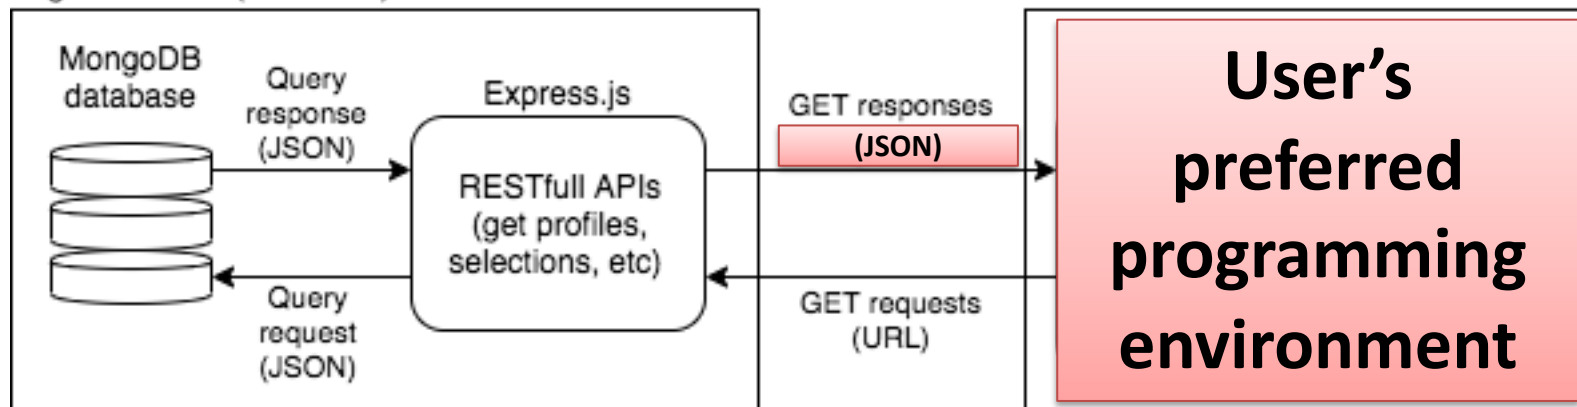 MongoDB
database
Query
response
(JSON)
Express.js
RESTfull APIs
(get profiles,
selections, etc)
Query
request
(JSON)
GET responses
(JSON)
GET requests
(URL)
User’s
preferred
programming
environment